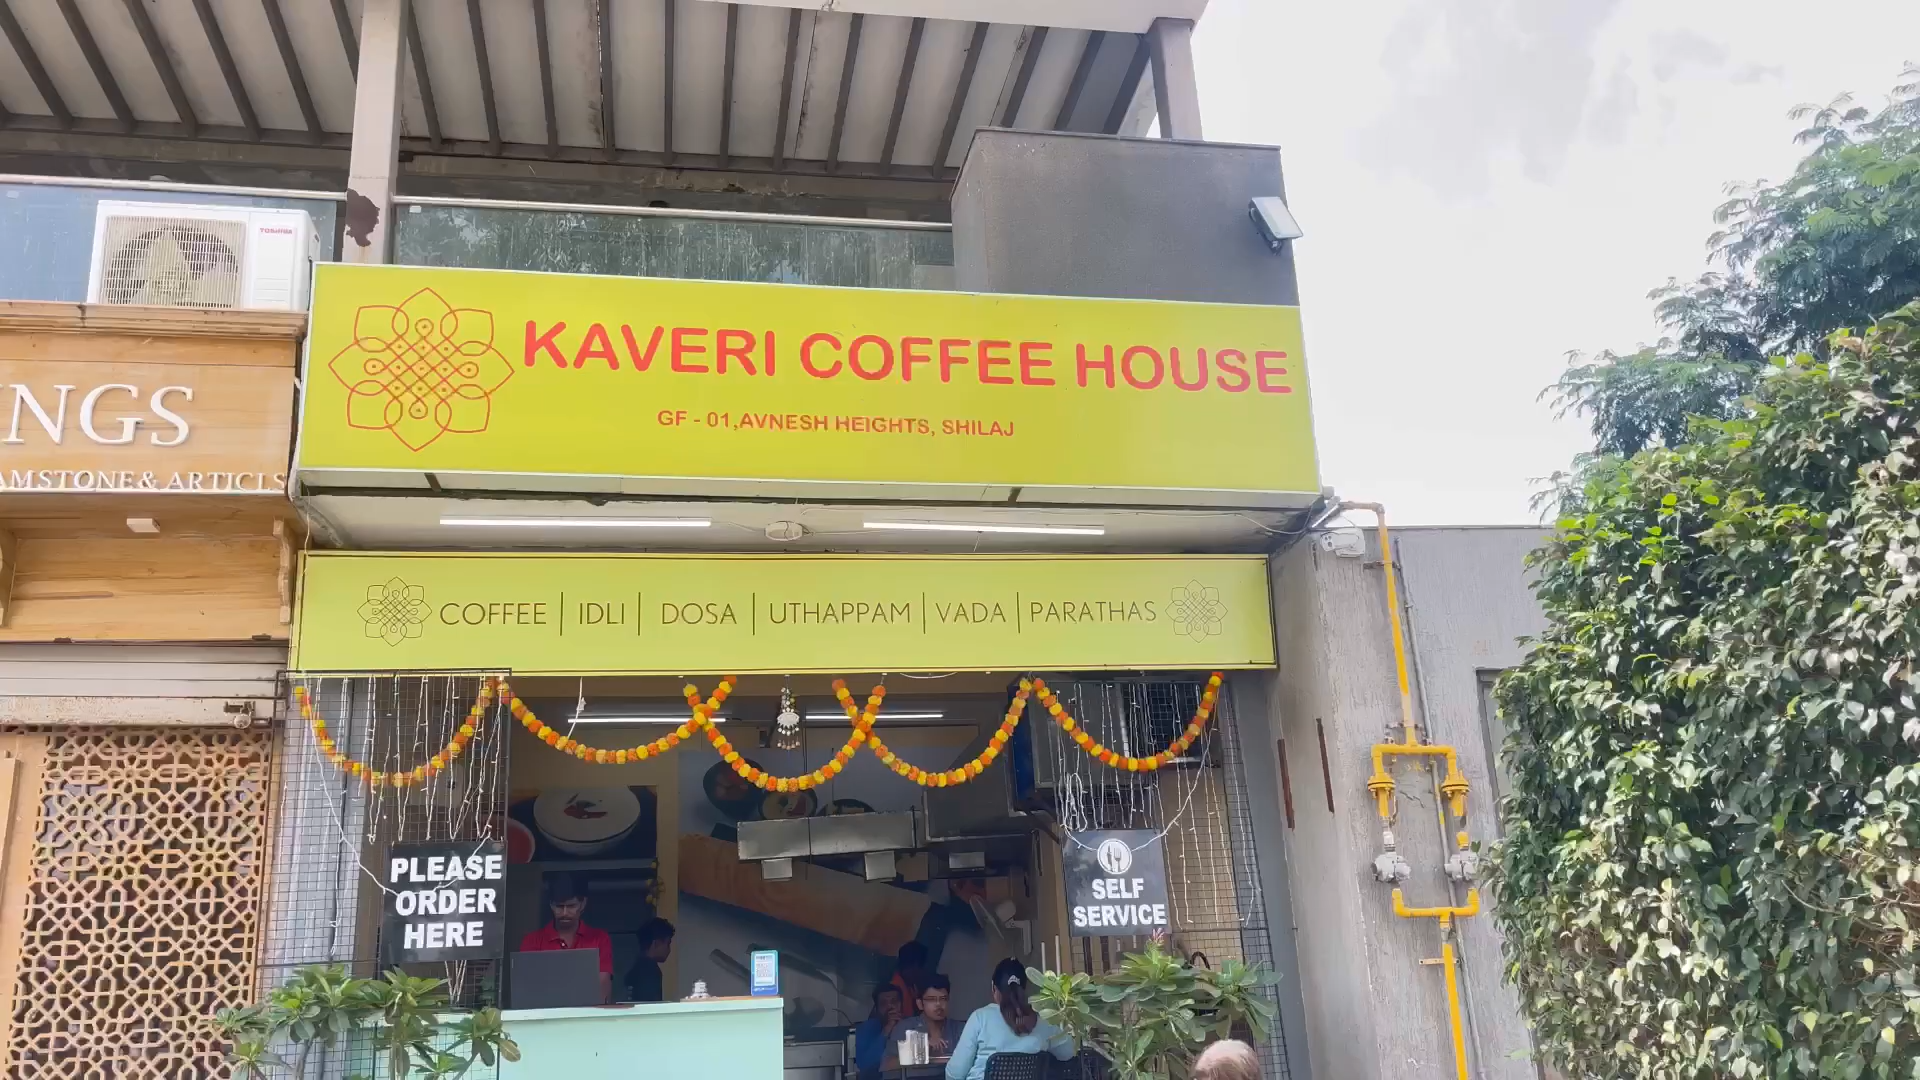 TOSHIBA
KAVERI COFFEE HOUSE
GF - 01,AVNESH HEIGHTS, SHILAJ
NGS
AMSTONE & ARTICLS
COFFEE | IDLI | DOSA | UTHAPPAM | VADA | PARATHAS
PLEASE
ORDER
HERE
SELF
SERVICE